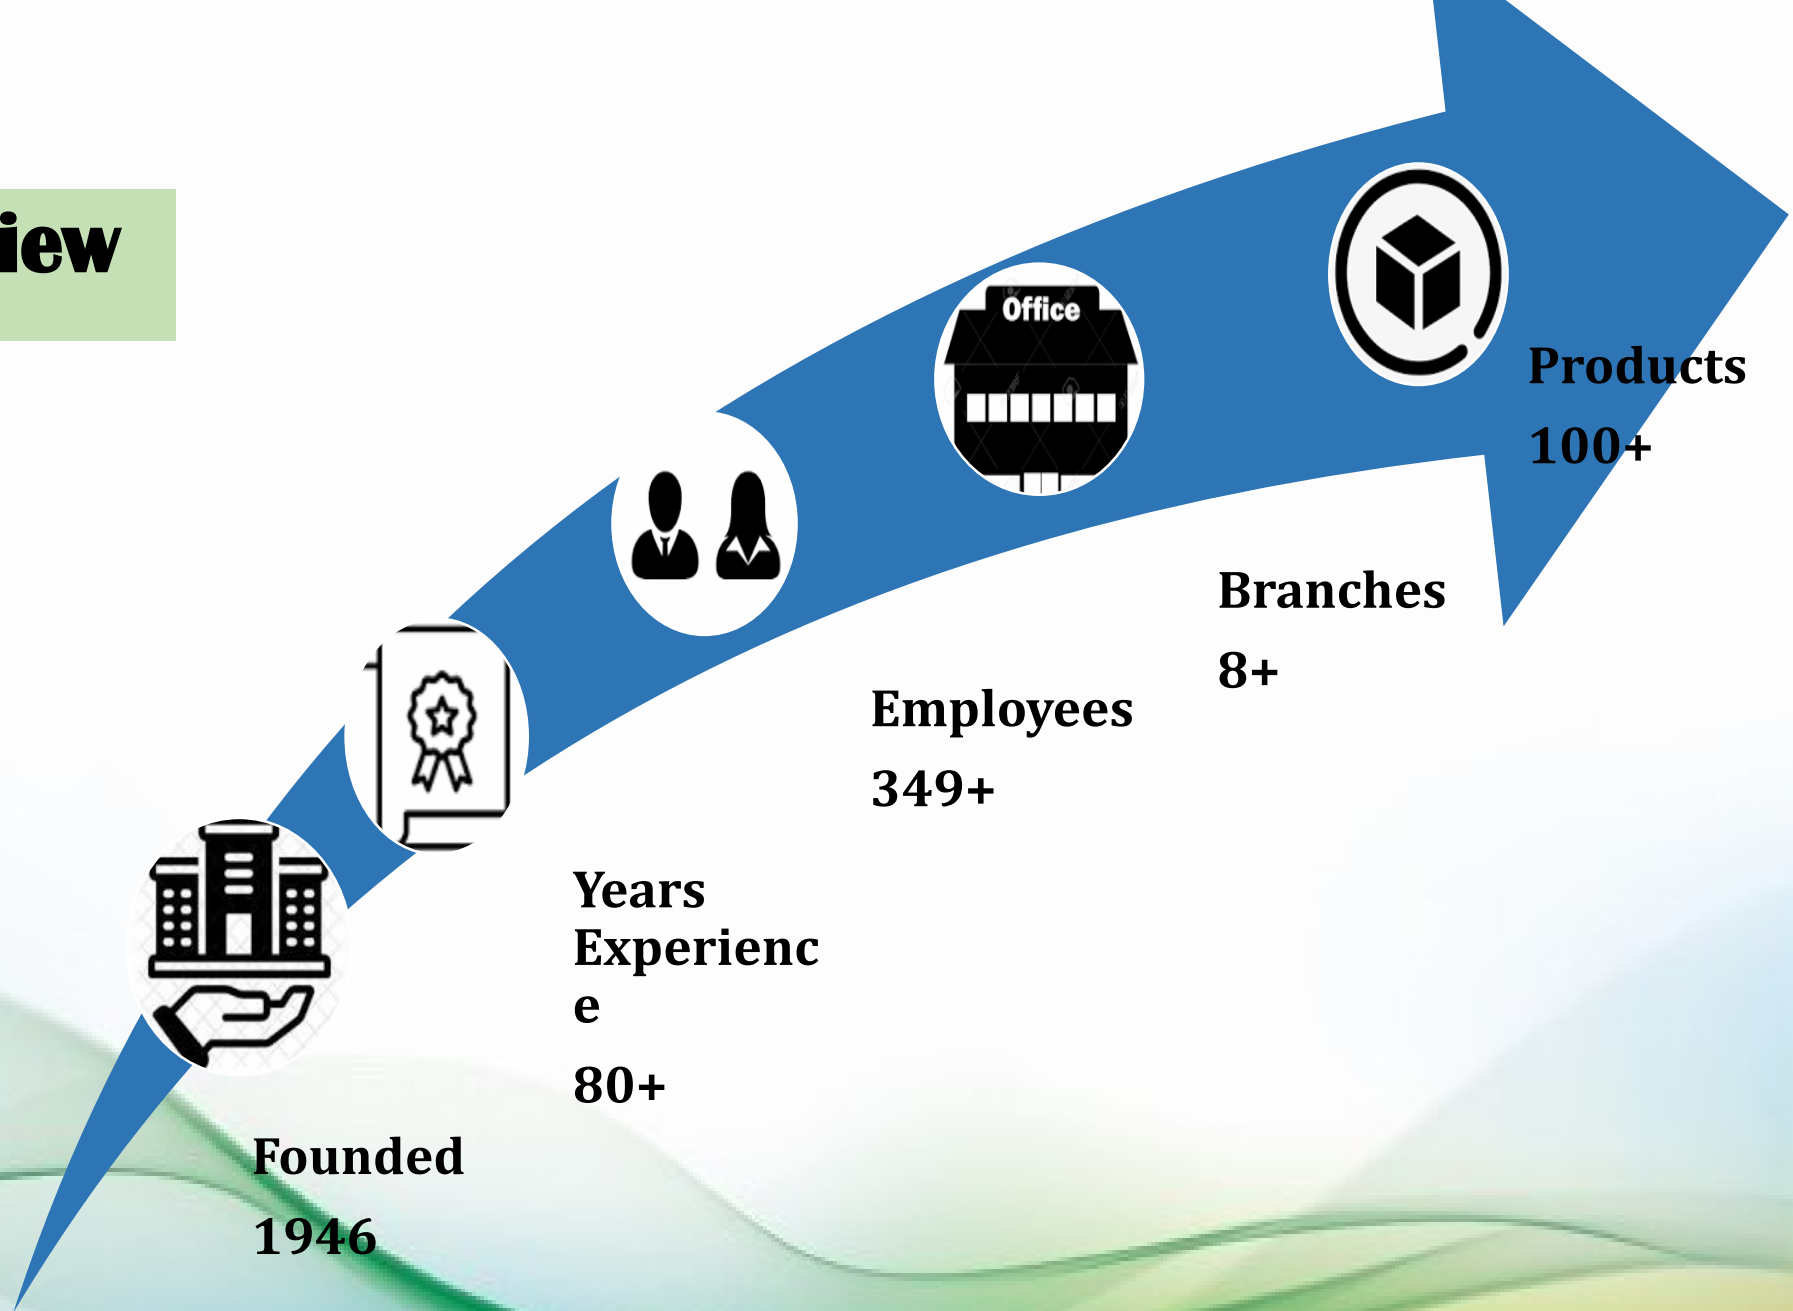 iew
Office
Products
100+
Branches
8+
Employees
349+
Years
Experienc
e
80+
Founded
1946